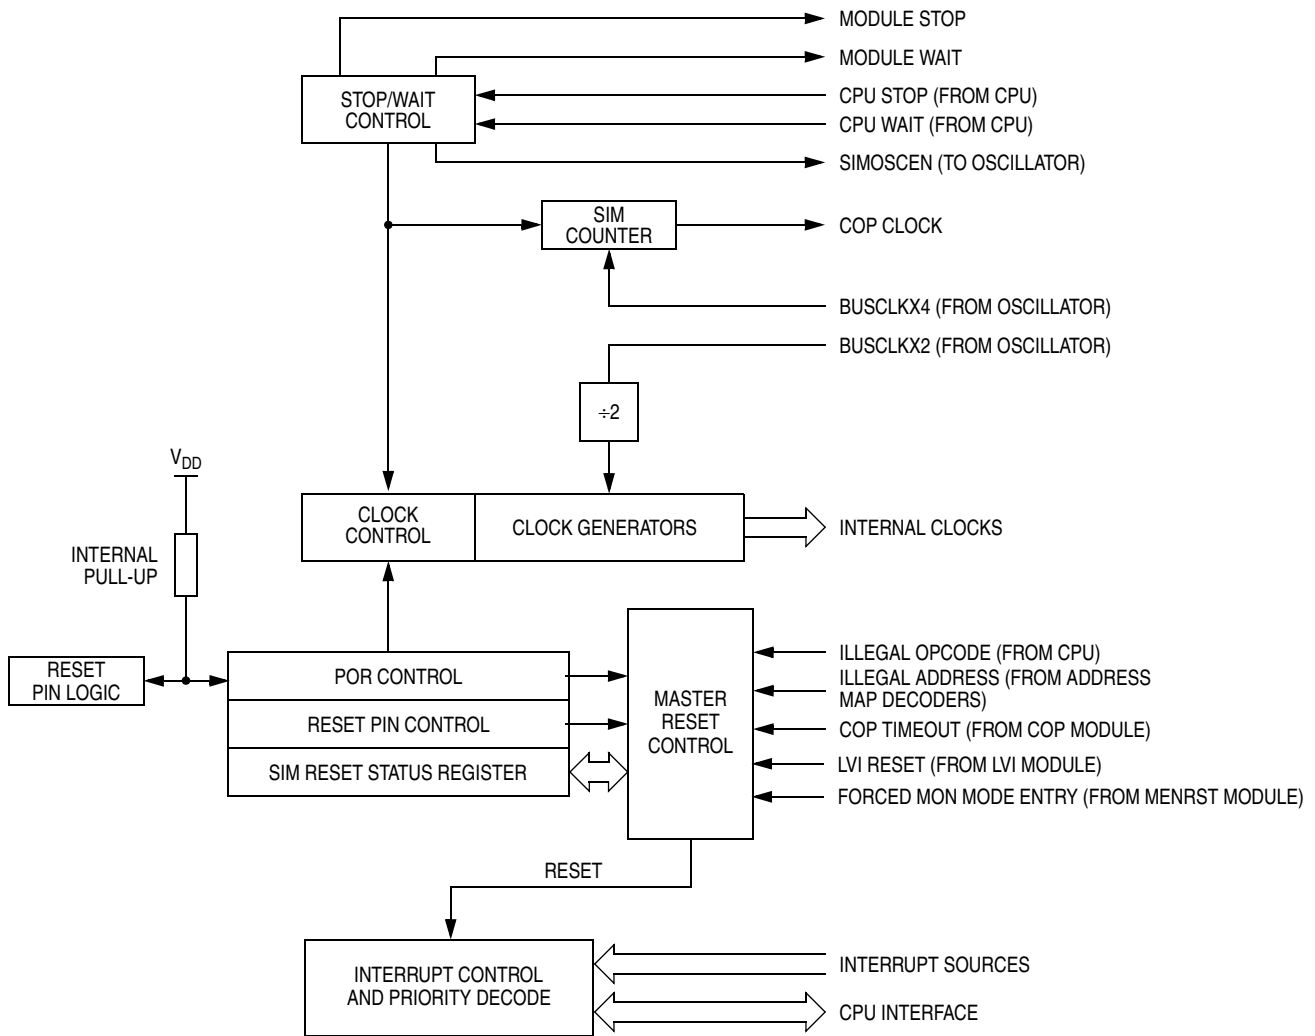 MODULE STOP
MODULE WAIT
STOP/WAIT
CONTROL
CPU STOP (FROM CPU)
CPU WAIT (FROM CPU)
SIMOSCEN (TO OSCILLATOR)
SIM
COUNTER
COP CLOCK
BUSCLKX4 (FROM OSCILLATOR)
BUSCLKX2 (FROM OSCILLATOR)
÷2
VDD
INTERNAL
PULL-UP
CLOCK
CONTROL
CLOCK GENERATORS
INTERNAL CLOCKS
RESET
PIN LOGIC
POR CONTROL
RESET PIN CONTROL
SIM RESET STATUS REGISTER
MASTER
RESET
CONTROL
ILLEGAL OPCODE (FROM CPU)
ILLEGAL ADDRESS (FROM ADDRESS
MAP DECODERS)
COP TIMEOUT (FROM COP MODULE)
LVI RESET (FROM LVI MODULE)
FORCED MON MODE ENTRY (FROM MENRST MODULE)
RESET
INTERRUPT CONTROL
AND PRIORITY DECODE
INTERRUPT SOURCES
CPU INTERFACE